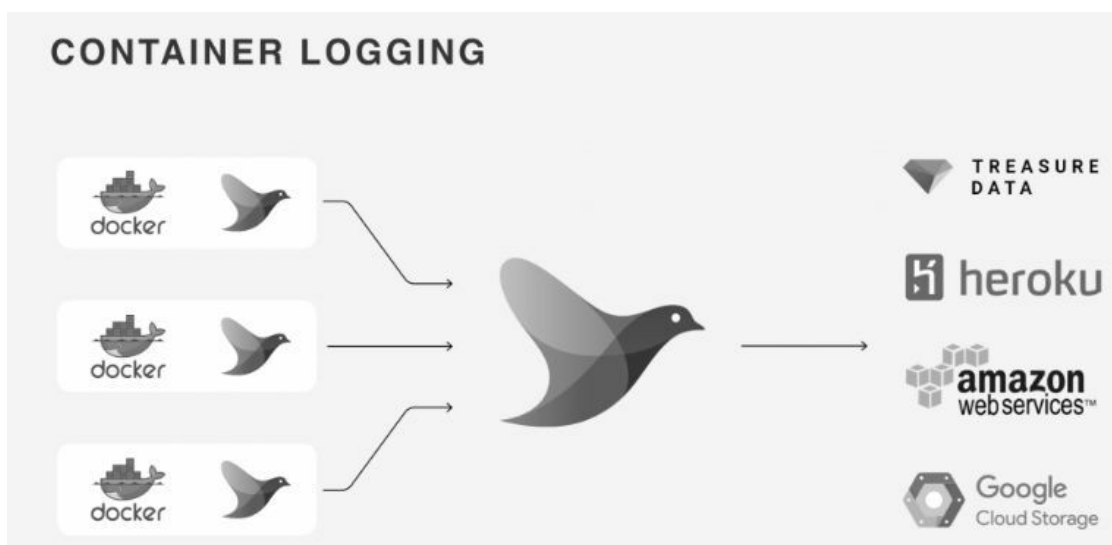 CONTAINER LOGGING
docker
docker
docker
TREASURE
DATA
heroku
amazon
webservices™
Google
Cloud Storage